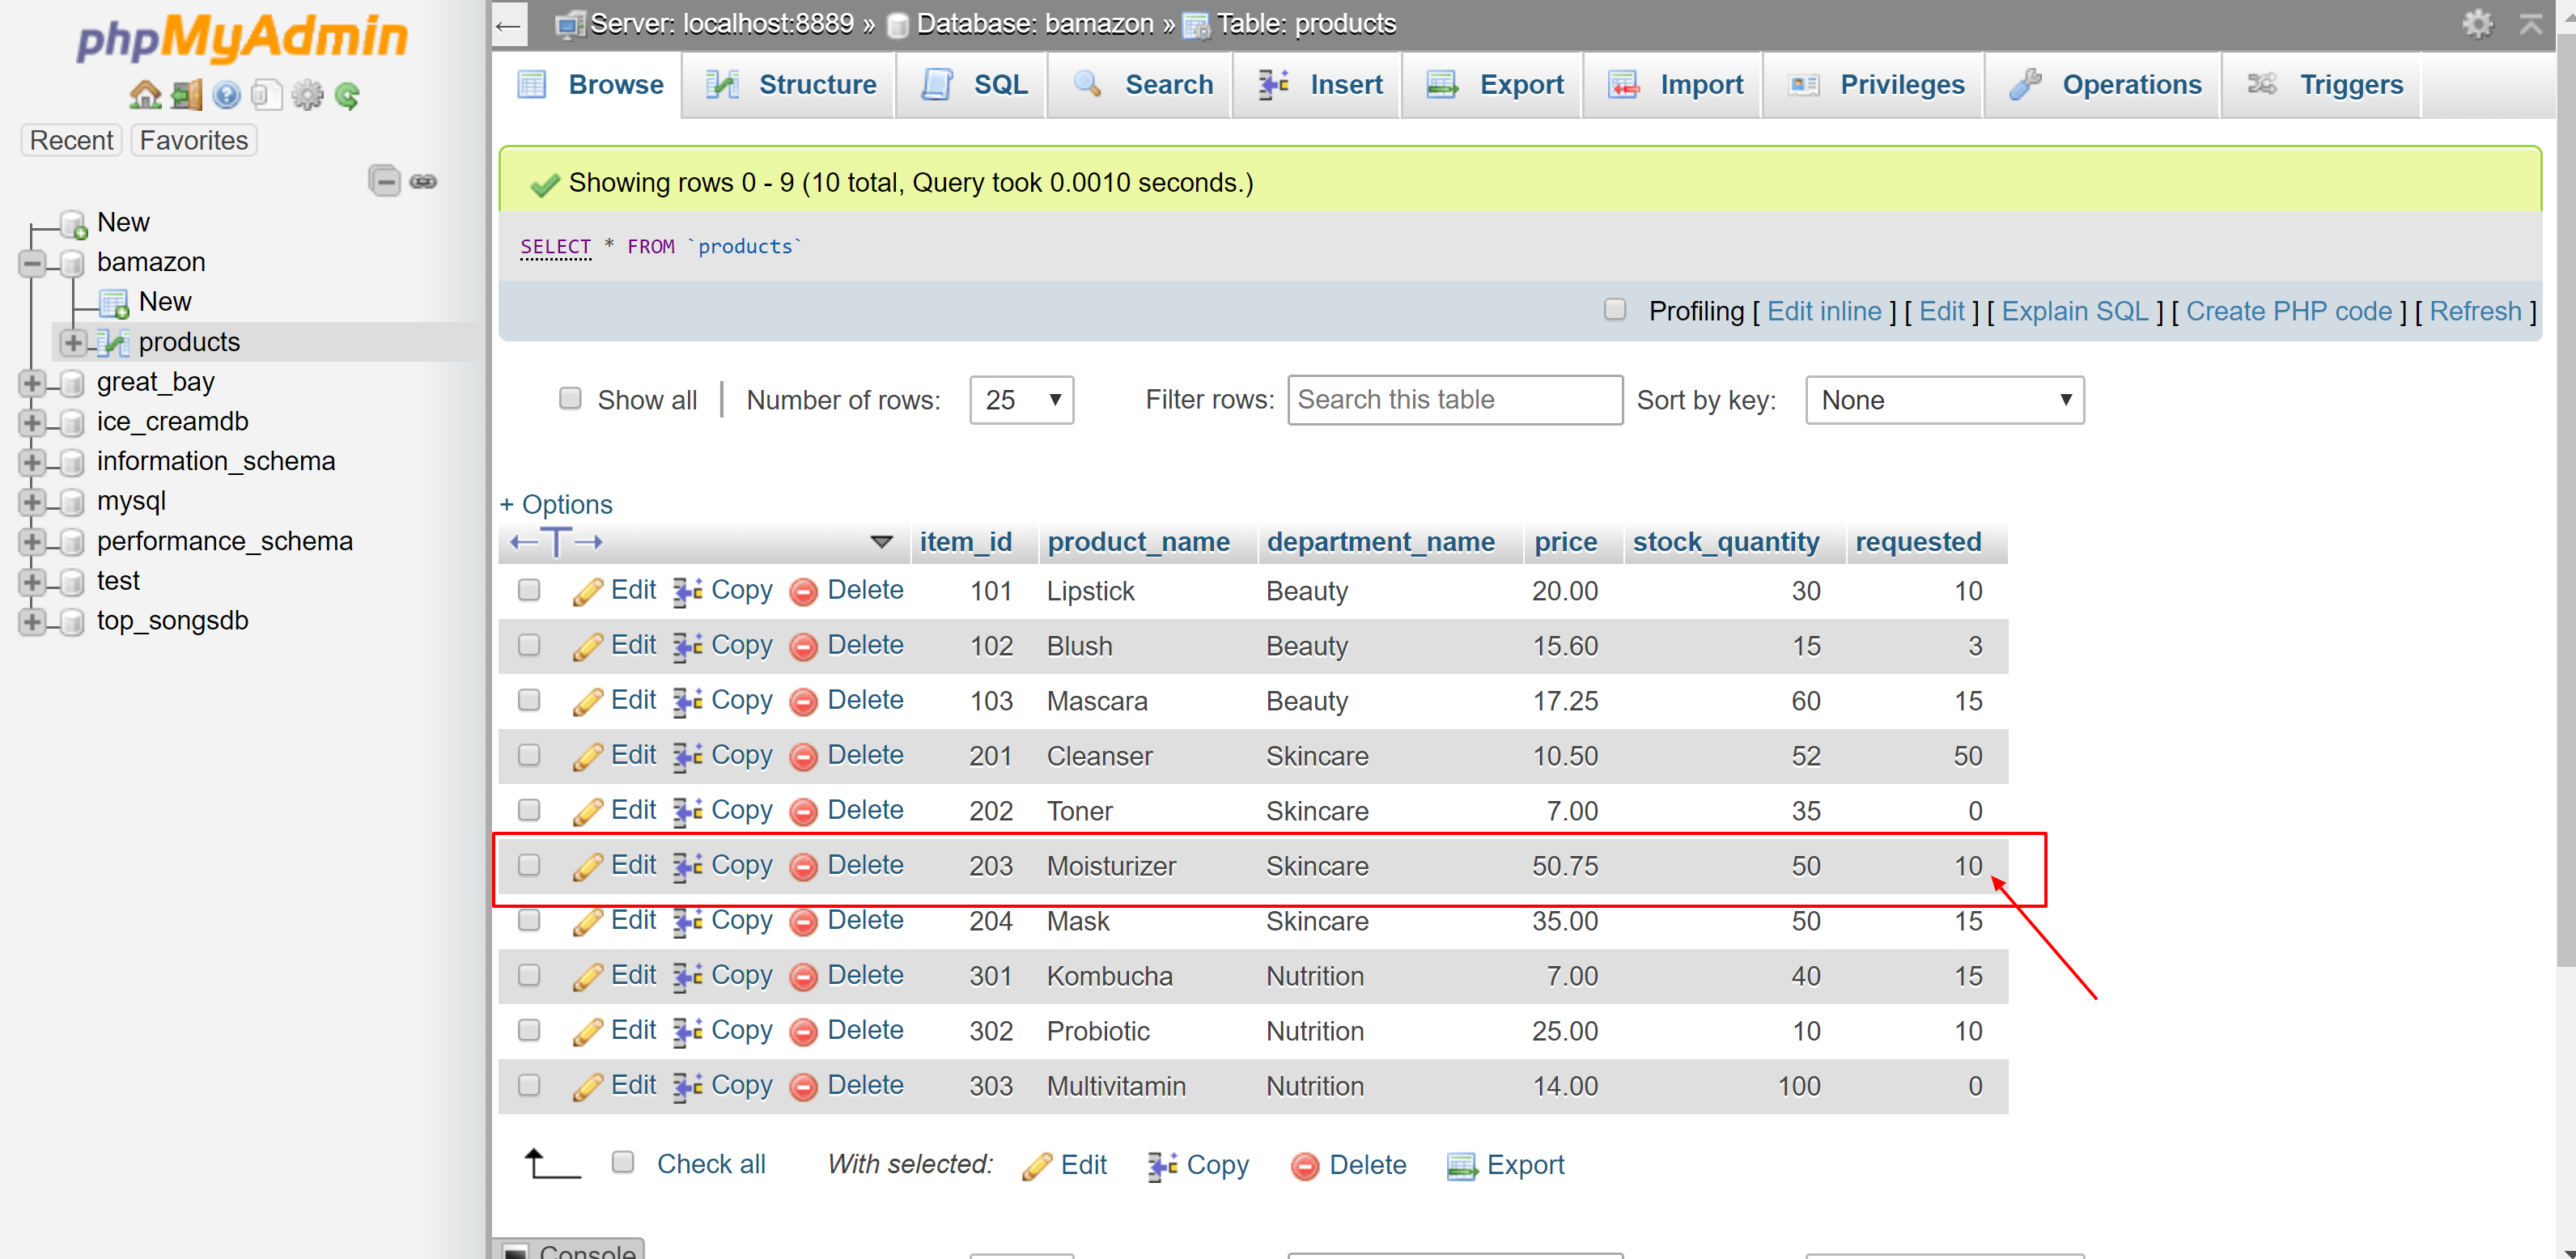 phpMyAdmin
Recent Favorites
New
bamazon
New
products
great_bay
ice_creamdb
information_schema
mysql
performance_schema
test
top_songsdb
Server: localhost:8889 » Database: bamazon » Table: products
Browse Structure SQL Search Insert Export Import Privileges Operations Triggers
Showing rows 0 - 9 (10 total, Query took 0.0010 seconds.)
SELECT * FROM `products`
Profiling [ Edit inline ] [ Edit ] [ Explain SQL ] [ Create PHP code ] [ Refresh ]
Show all | Number of rows: 25 Filter rows: Search this table Sort by key: None
+ Options
←T→ item_id product_name department_name price stock_quantity requested
Edit Copy Delete 101 Lipstick Beauty 20.00 30 10
Edit Copy Delete 102 Blush Beauty 15.60 15 3
Edit Copy Delete 103 Mascara Beauty 17.25 60 15
Edit Copy Delete 201 Cleanser Skincare 10.50 52 50
Edit Copy Delete 202 Toner Skincare 7.00 35 0
Edit Copy Delete 203 Moisturizer Skincare 50.75 50 10
Edit Copy Delete 204 Mask Skincare 35.00 50 15
Edit Copy Delete 301 Kombucha Nutrition 7.00 40 15
Edit Copy Delete 302 Probiotic Nutrition 25.00 10 10
Edit Copy Delete 303 Multivitamin Nutrition 14.00 100 0
Check all With selected: Edit Copy Delete Export
Console